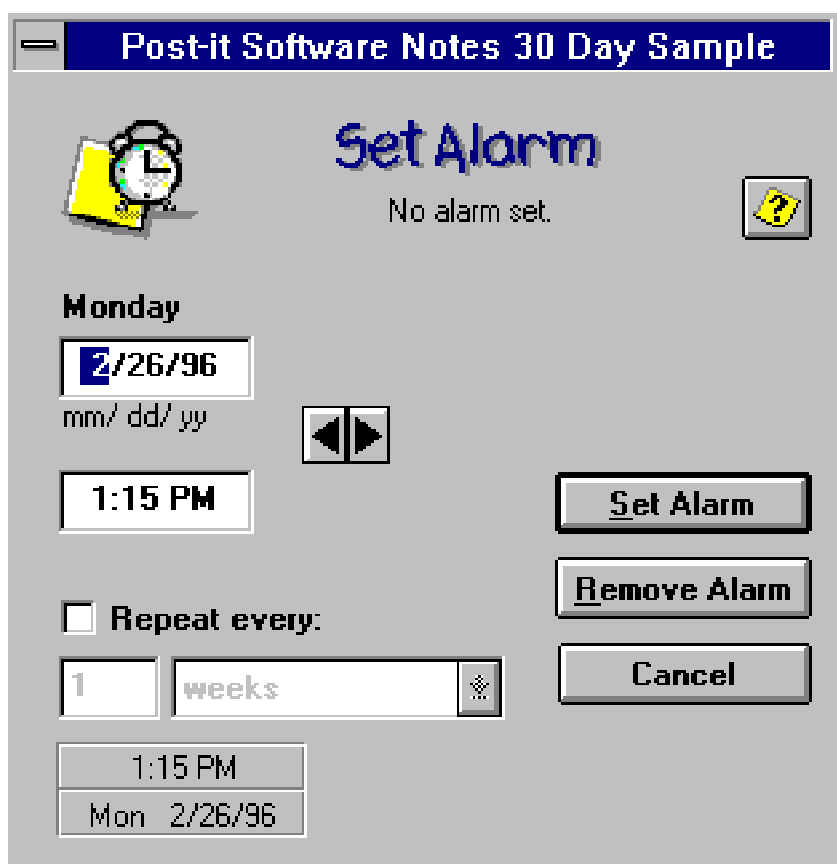 Post-it Software Notes 30 Day Sample
Set Alarm
No alarm set.
?
Monday
2/26/96
mm/ dd/ yy
1:15 PM
Set Alarm
Remove Alarm
Repeat every:
1 weeks
Cancel
1:15 PM
Mon 2/26/96